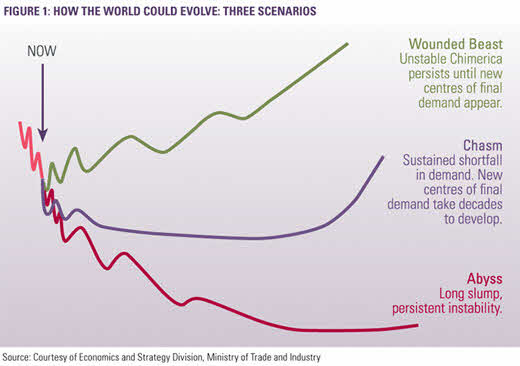 FIGURE 1: HOW THE WORLD COULD EVOLVE: THREE SCENARIOS
NOW
Wounded Beast
Unstable Chimerica
persists until new
centres of final
demand appear.
Chasm
Sustained shortfall
in demand. New
centres of final
demand take decades
to develop.
Abyss
Long slump,
persistent instability.
Source: Courtesy of Economics and Strategy Division, Ministry of Trade and Industry